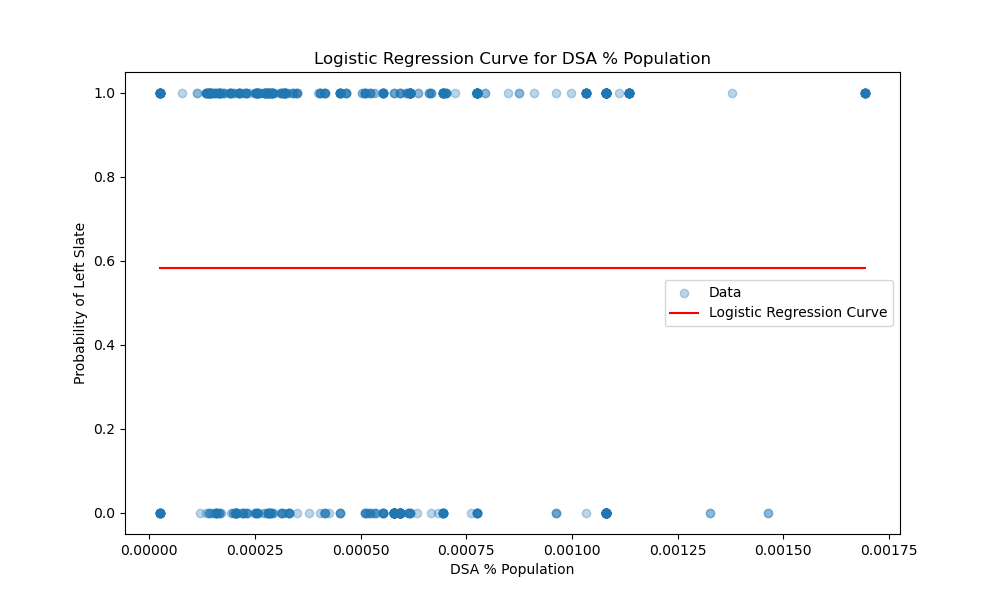 Logistic Regression Curve for DSA % Population
1.0
0.8
0.6
0.4
0.2
0.0
Probability of Left Slate
Data
Logistic Regression Curve
0.00000 0.00025 0.00050 0.00075 0.00100 0.00125 0.00150 0.00175
DSA % Population